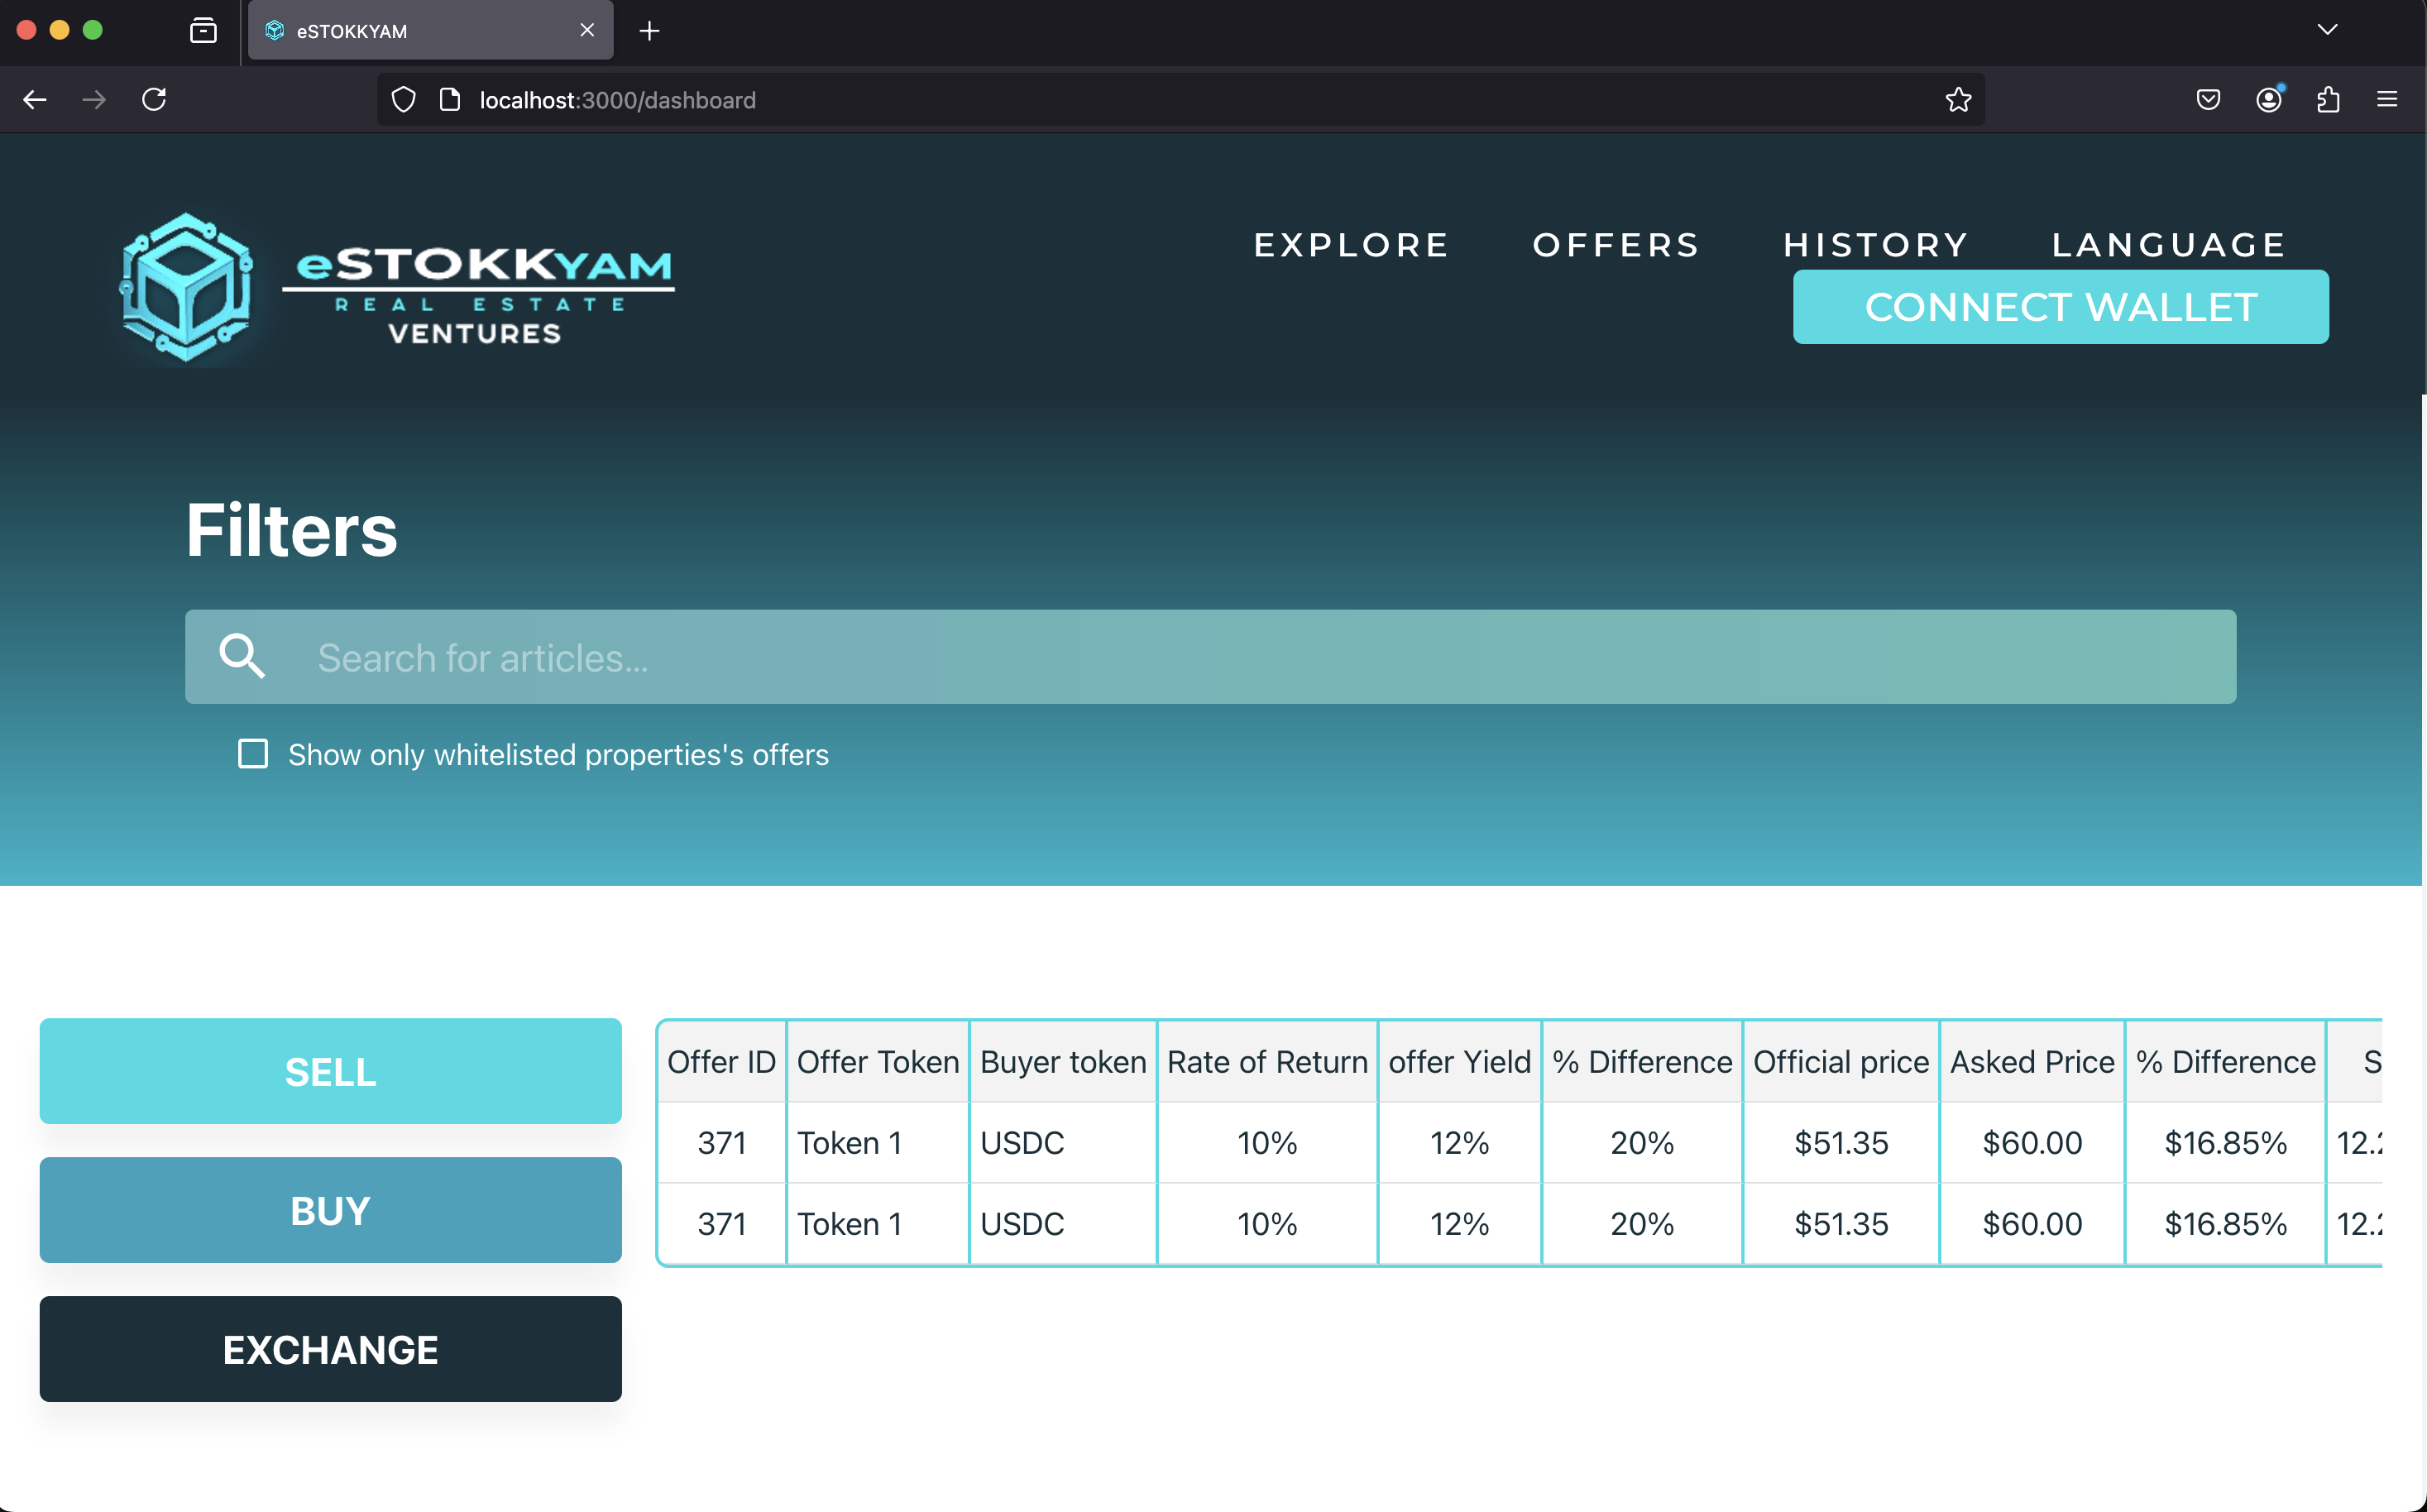 eSTOKKYAM
localhost:3000/dashboard
eSTOKKYAM
REAL ESTATE
VENTURES
EXPLORE OFFERS HISTORY LANGUAGE
CONNECT WALLET
Filters
Search for articles...
Show only whitelisted properties's offers
SELL
BUY
EXCHANGE
Offer ID Offer Token Buyer token Rate of Return offer Yield % Difference Official price Asked Price % Difference S
371 Token 1 USDC 10% 12% 20% $51.35 $60.00 $16.85% 12.2
371 Token 1 USDC 10% 12% 20% $51.35 $60.00 $16.85% 12.2